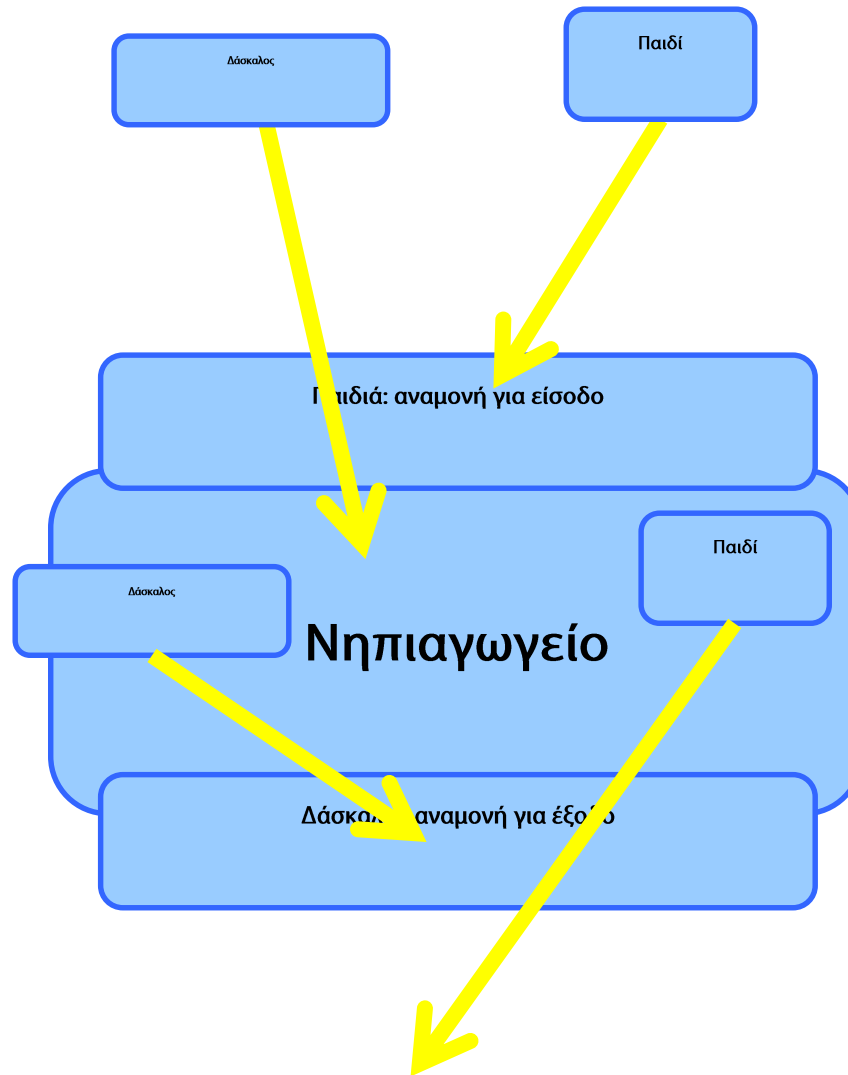 Δάσκαλος
Παιδί
Παιδιά: αναμονή για είσοδο
Παιδί
Δάσκαλος
Νηπιαγωγείο
αναμονή για έξοδο